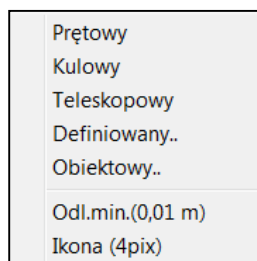 Prętowy
Kulowy
Teleskopowy
Definiowany..
Obiektowy..
Odl.min.(0,01 m)
Ikona (4pix)